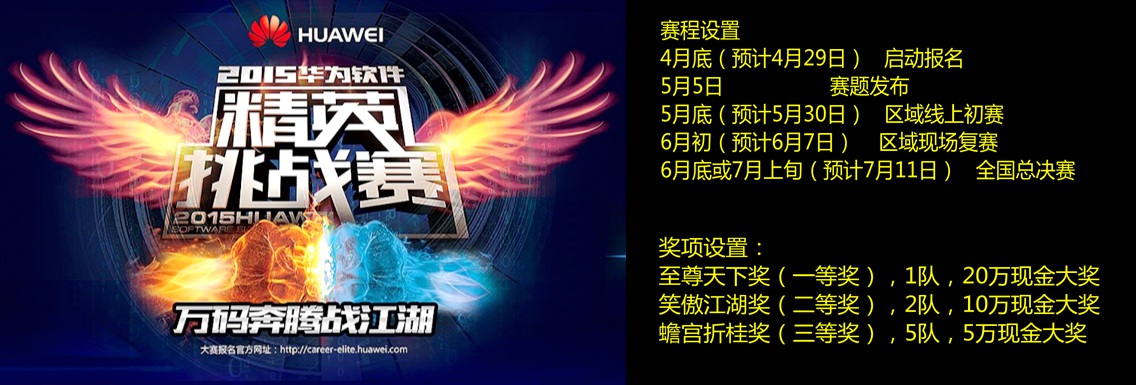 HUAWEI
2015华为软件
精英
挑战赛
2015HUAWEI
万码奔腾战江湖
大赛报名官方网址：http://career-elite.huawei.com
赛程设置
4月底（预计4月29日） 启动报名
5月5日 赛题发布
5月底（预计5月30日） 区域线上初赛
6月初（预计6月7日） 区域现场复赛
6月底或7月上旬（预计7月11日） 全国总决赛
奖项设置：
至尊天下奖（一等奖），1队，20万现金大奖
笑傲江湖奖（二等奖），2队，10万现金大奖
蟾宫折桂奖（三等奖），5队，5万现金大奖